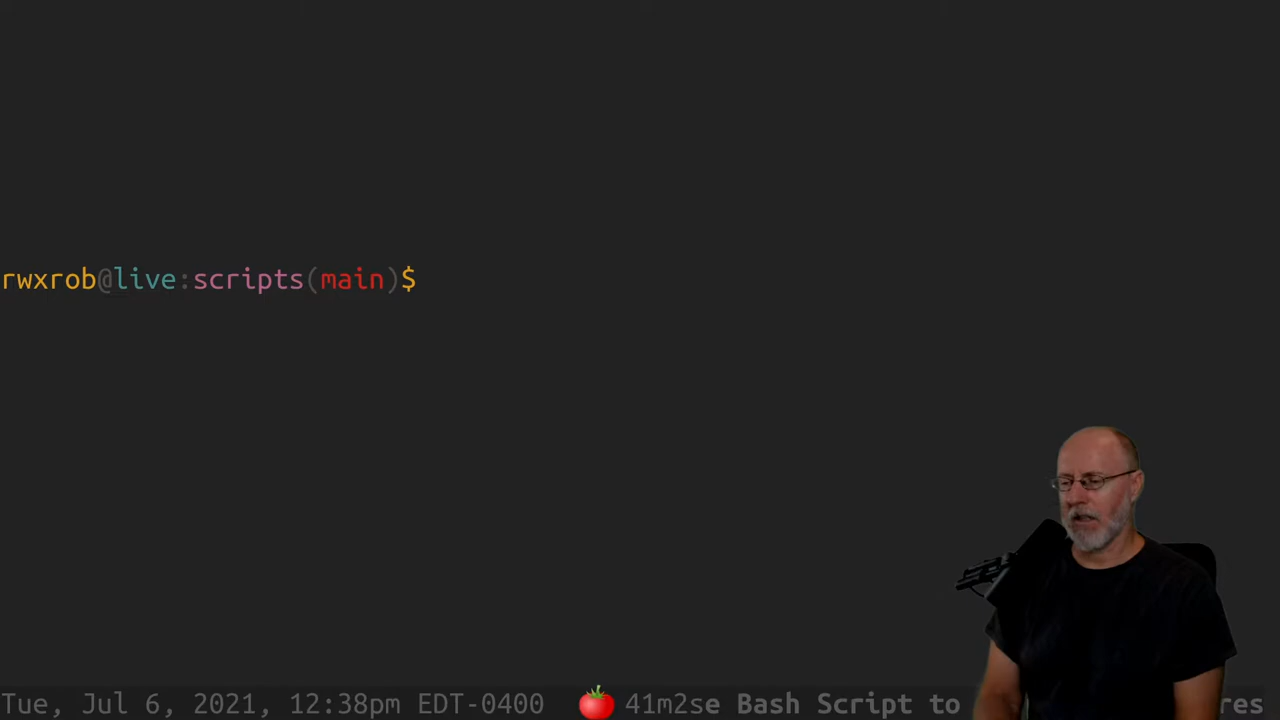 rwxrob@live:scripts(main)$
Tue, Jul 6, 2021, 12:38pm EDT-0400 🍅 41m2se Bash Script to